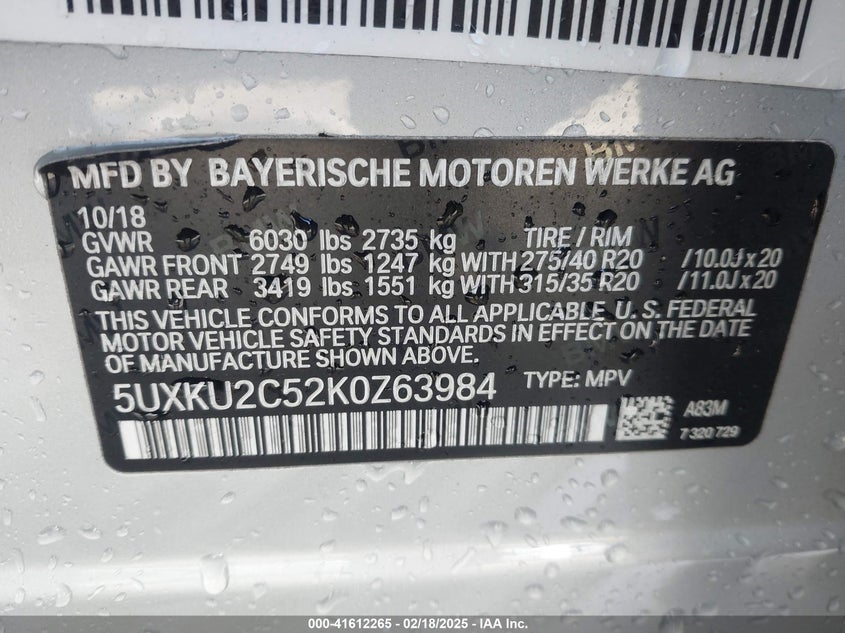 MFD BY BAYERISCHE MOTOREN WERKE AG
10/18
GVWR 6030 lbs 2735 kg TIRE / RIM
GAWR FRONT 2749 lbs 1247 kg WITH 275/40 R20 /10.0J x 20
GAWR REAR 3419 lbs 1551 kg WITH 315/35 R20 /11.0J x 20
THIS VEHICLE CONFORMS TO ALL APPLICABLE U. S. FEDERAL
MOTOR VEHICLE SAFETY STANDARDS IN EFFECT ON THE DATE
OF MANUFACTURE SHOWN ABOVE.
5UXKU2C52K0Z63984 TYPE: MPV
A83M
7 320 729
000-41612265 - 02/18/2025 - IAA Inc.